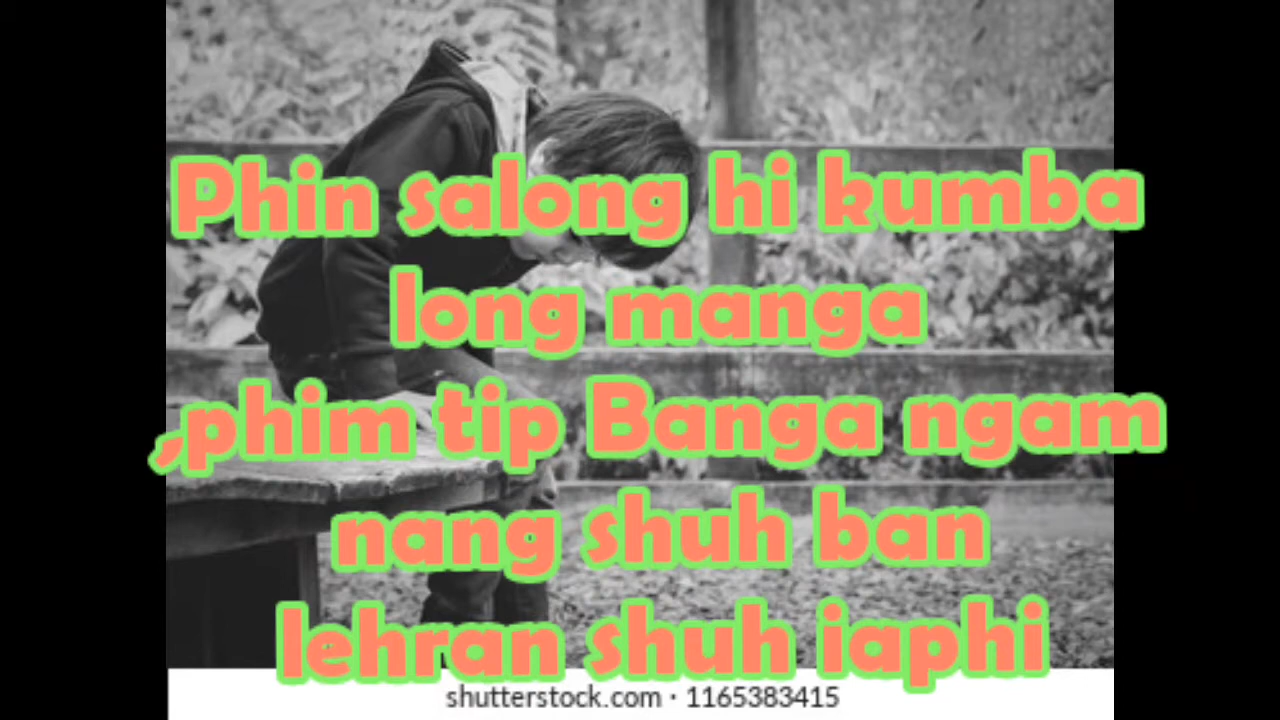 Phin salong hi kumba
long manga
,phim tip Banga ngam
nang shuh ban
lehran shuh iaphi
shutterstock.com · 1165383415